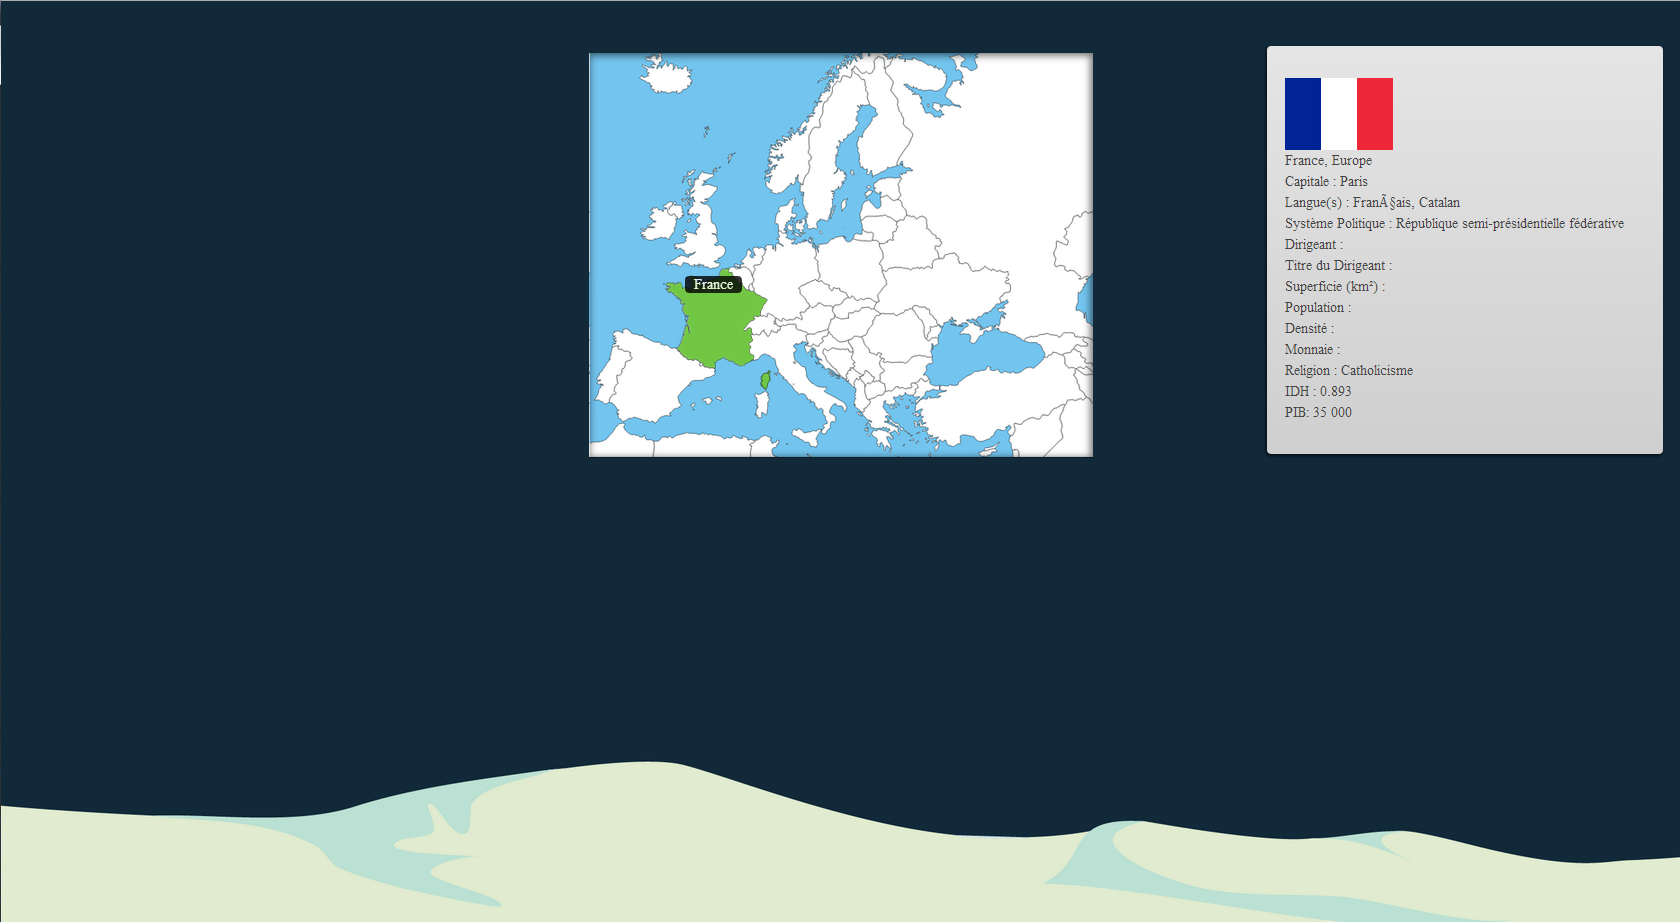 France
France, Europe
Capitale : Paris
Langue(s) : FranÃ§ais, Catalan
Système Politique : République semi-présidentielle fédérative
Dirigeant :
Titre du Dirigeant :
Superficie (km²) :
Population :
Densité :
Monnaie :
Religion : Catholicisme
IDH : 0.893
PIB: 35 000